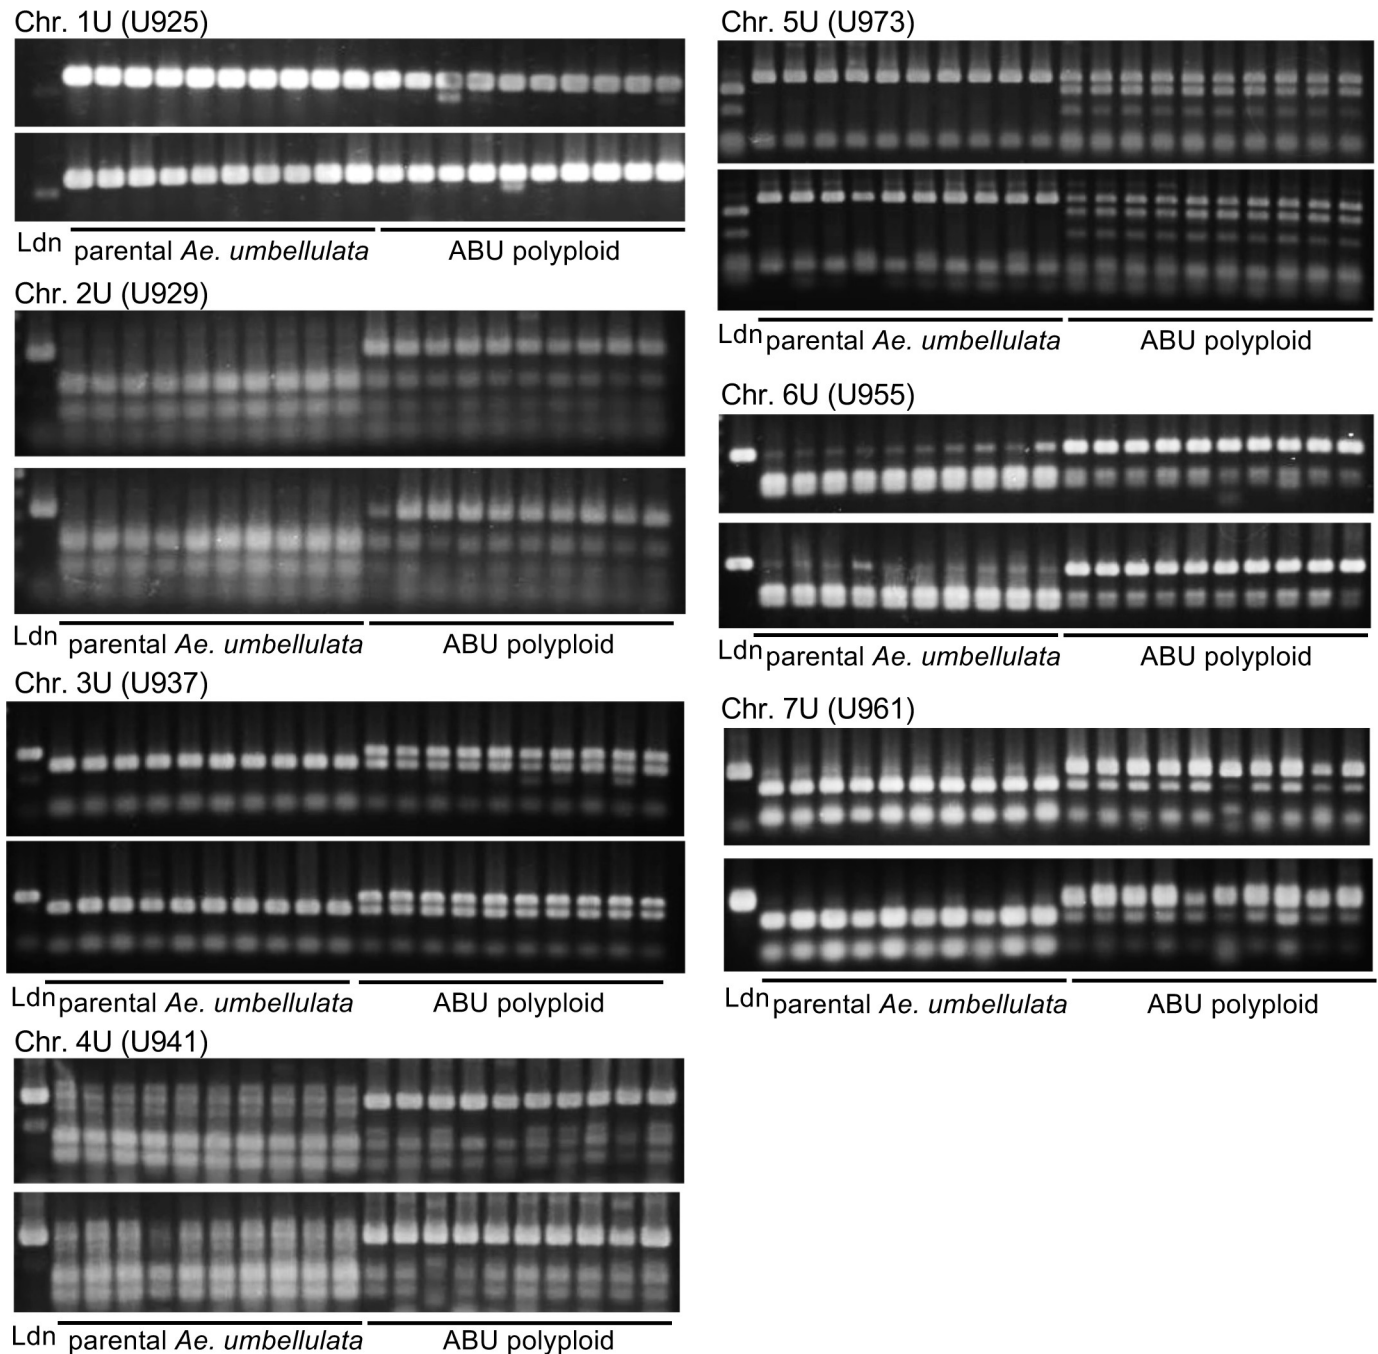 Chr. 1U (U925)
Ldn parental Ae. umbellulata ABU polyploid
Chr. 2U (U929)
Ldn parental Ae. umbellulata ABU polyploid
Chr. 3U (U937)
Ldn parental Ae. umbellulata ABU polyploid
Chr. 4U (U941)
Ldn parental Ae. umbellulata ABU polyploid
Chr. 5U (U973)
Ldn parental Ae. umbellulata ABU polyploid
Chr. 6U (U955)
Ldn parental Ae. umbellulata ABU polyploid
Chr. 7U (U961)
Ldn parental Ae. umbellulata ABU polyploid